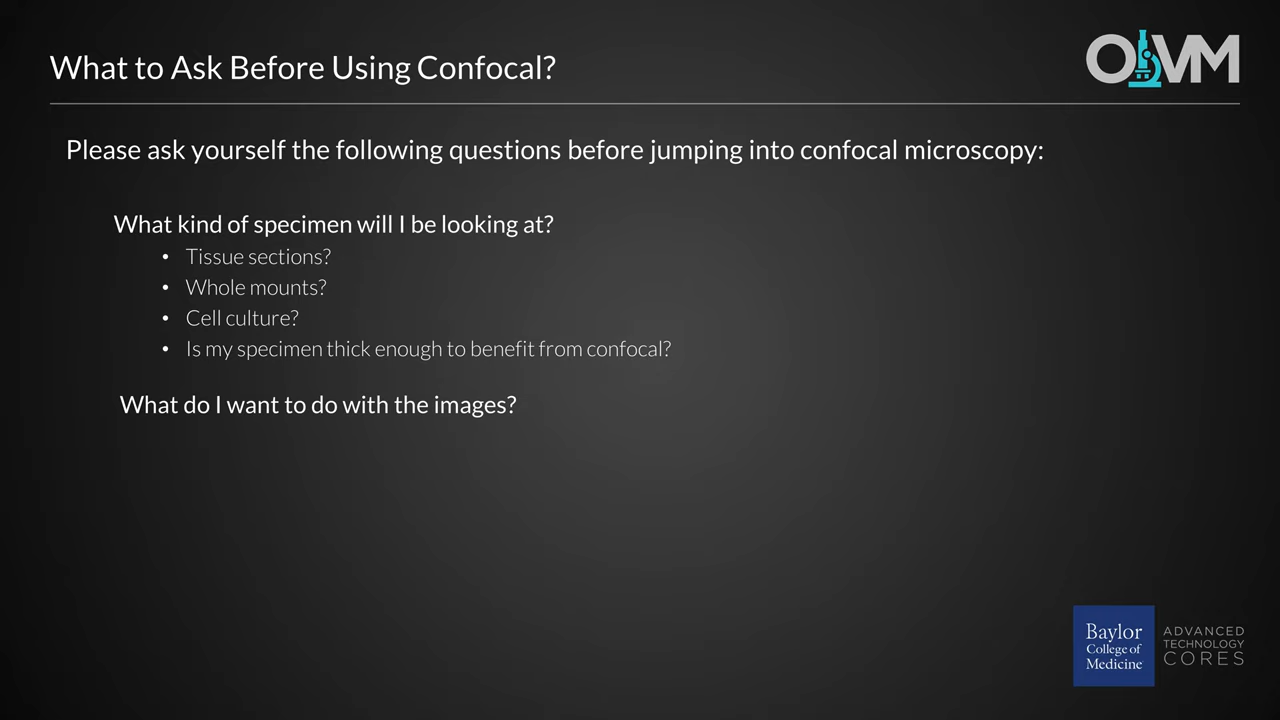 What to Ask Before Using Confocal?
OiVM
Please ask yourself the following questions before jumping into confocal microscopy:
What kind of specimen will I be looking at?
• Tissue sections?
• Whole mounts?
• Cell culture?
• Is my specimen thick enough to benefit from confocal?
What do I want to do with the images?
Baylor
College of
Medicine
ADVANCED
TECHNOLOGY
CORES